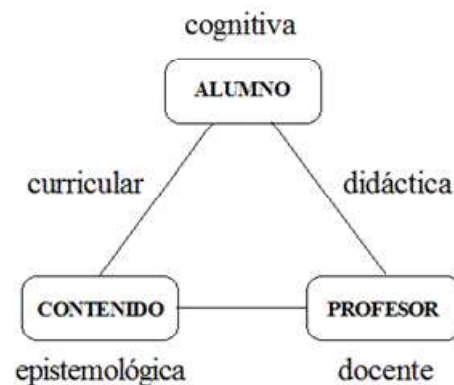 cognitiva
ALUMNO
curricular
didáctica
CONTENIDO
PROFESOR
epistemológica
docente